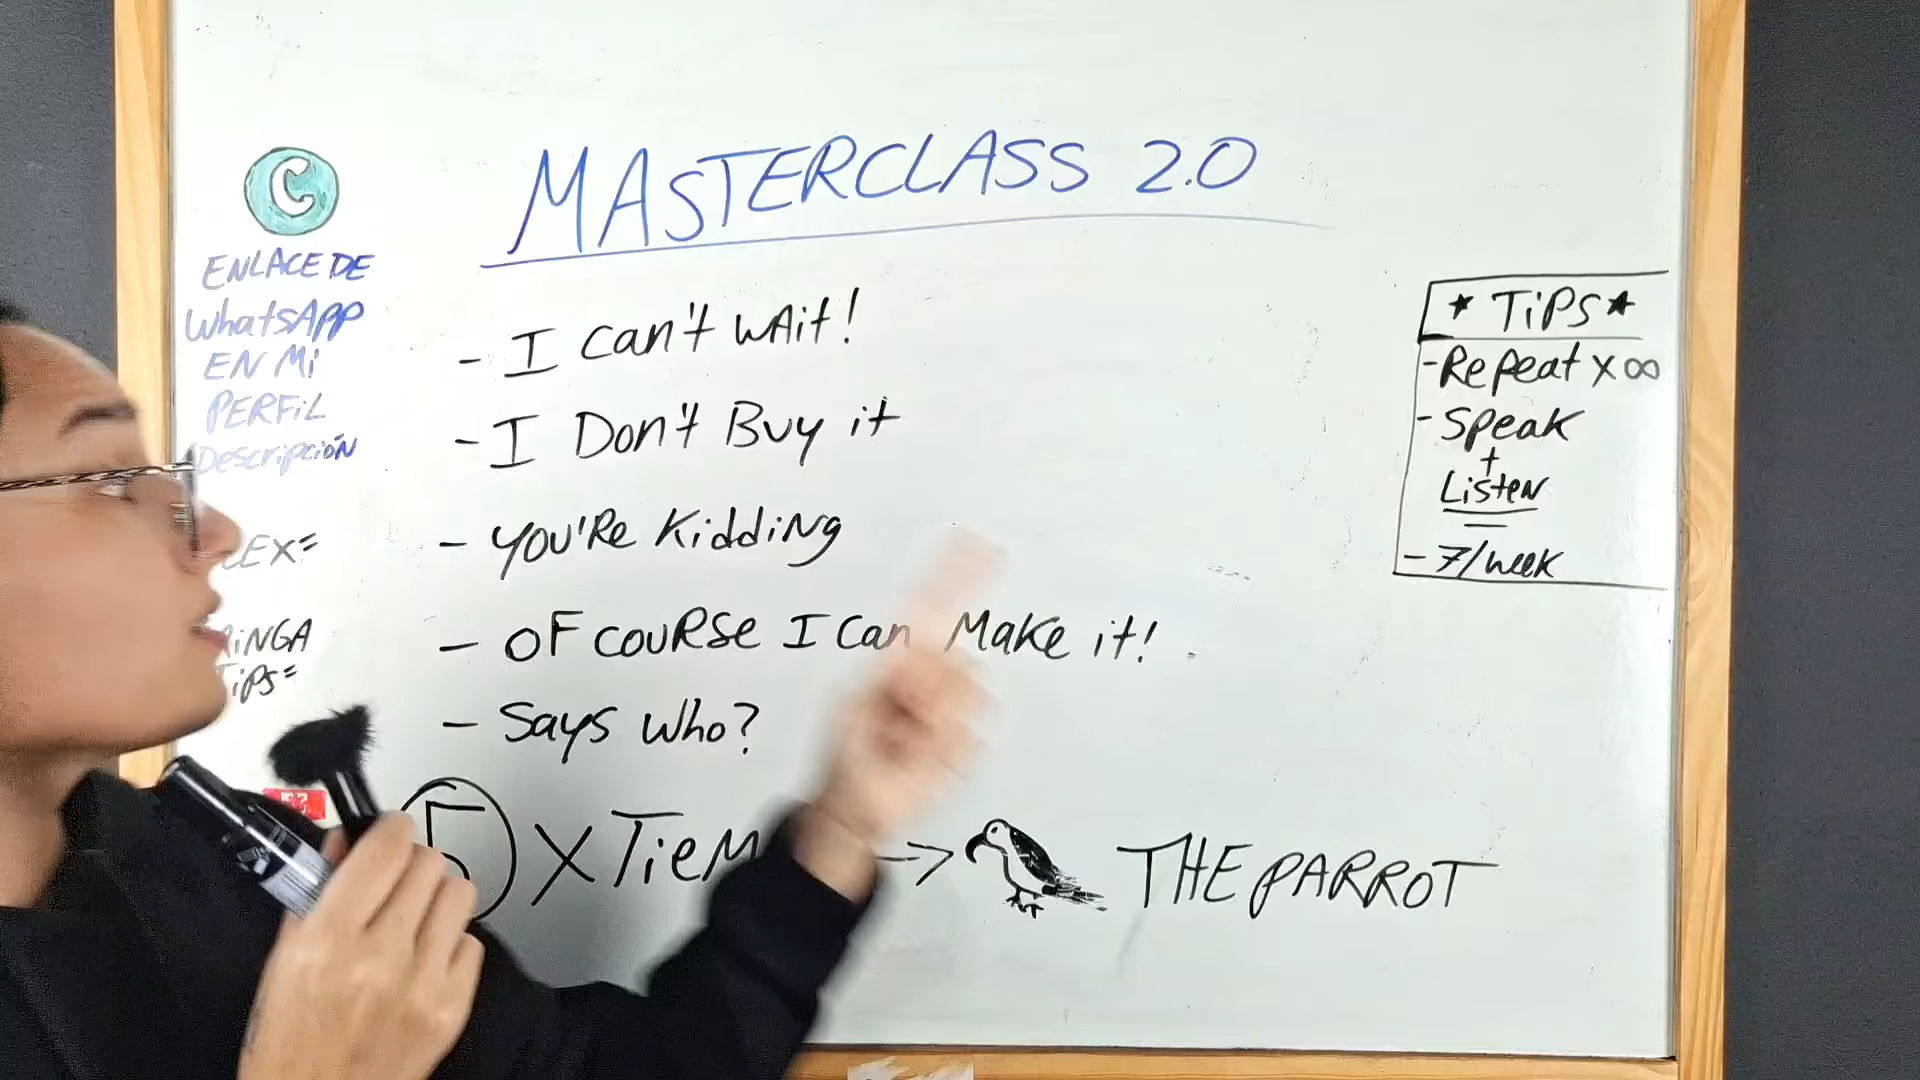 MASTERCLASS 2.0
C
ENLACE DE
WhatsApp
EN Mi
PERFiL
Descripción
- I can't wait!
- I Don't Buy it
- You're Kidding
- OF course I can Make it!
- Says who?
5 X
→ THE PARROT
* TiPS *
- Repeat x ∞
- Speak
+
Listen
- 7/week
TiPS=